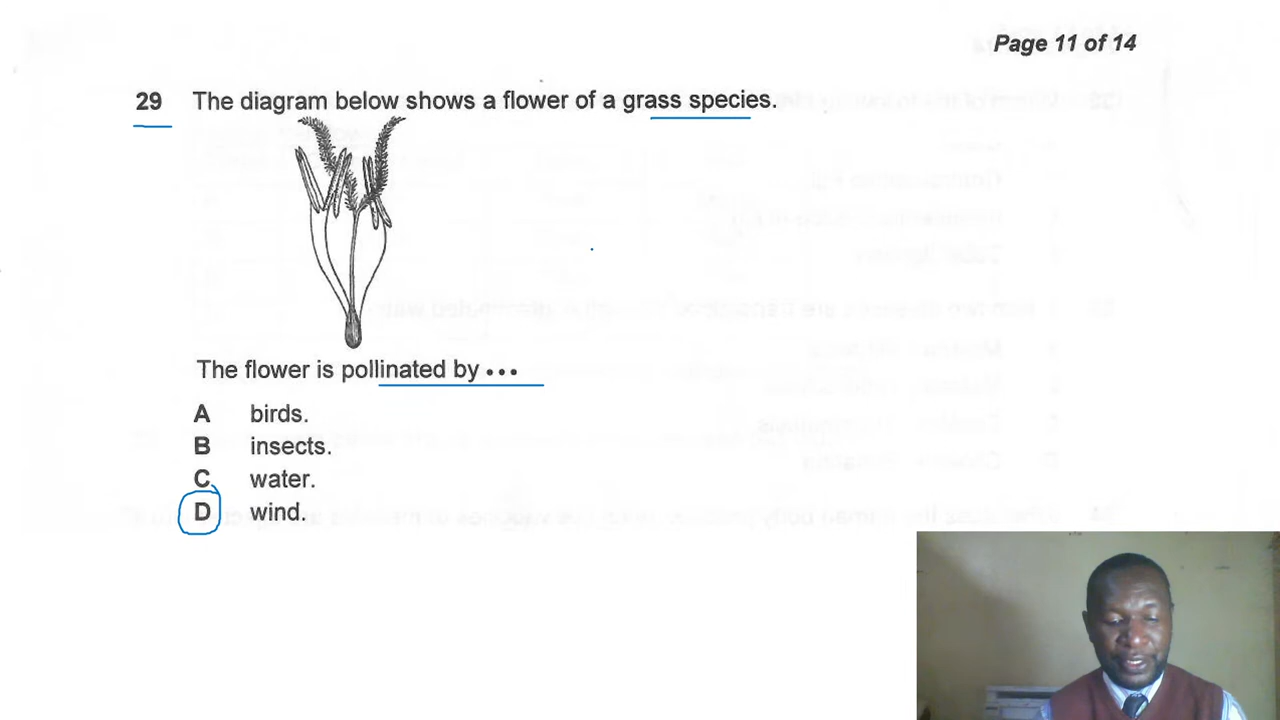 Page 11 of 14
29 The diagram below shows a flower of a grass species.
The flower is pollinated by •••
A birds.
B insects.
C water.
D wind.